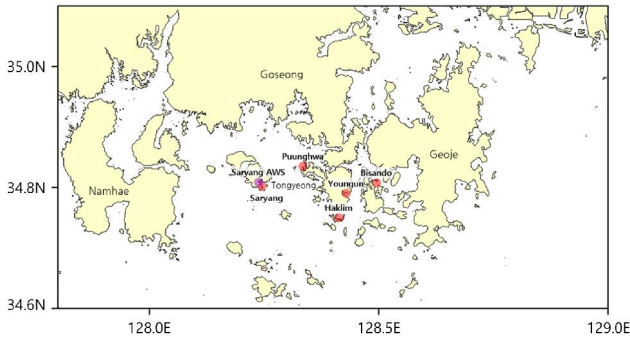 35.0N
Goseong
Puunghwa
Geoje
Saryang AWS
Bisando
34.8N
Namhae
Tongyeong
Youngun
Saryang
Haklim
34.6N
128.0E
128.5E
129.0E